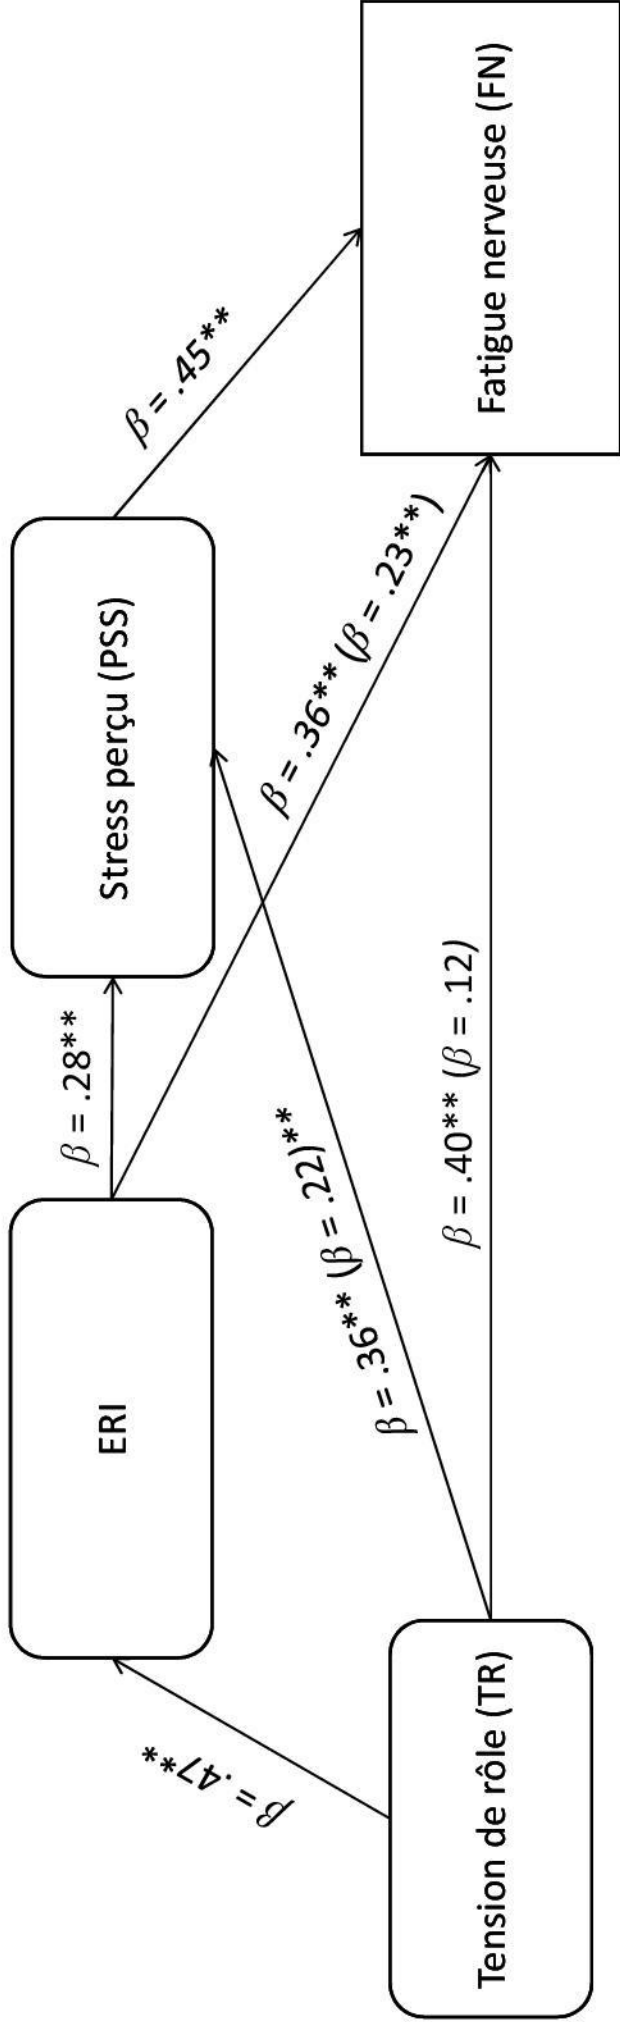 ERI
β = .28**
Stress perçu (PSS)
β = .45**
β = .47**
β = .36** (β = .22)**
β = .36** (β = .23**)
Tension de rôle (TR)
β = .40** (β = .12)
Fatigue nerveuse (FN)